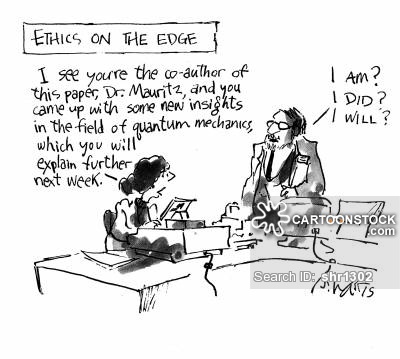 ETHICS ON THE EDGE
I see you're the co-author of
this paper, Dr. Mauritz, and you
came up with some new insights
in the field of quantum mechanics,
which you will
explain further
next week.
I AM?
I DID?
I WILL?
CARTOONSTOCK
.com
Search ID: shr1302